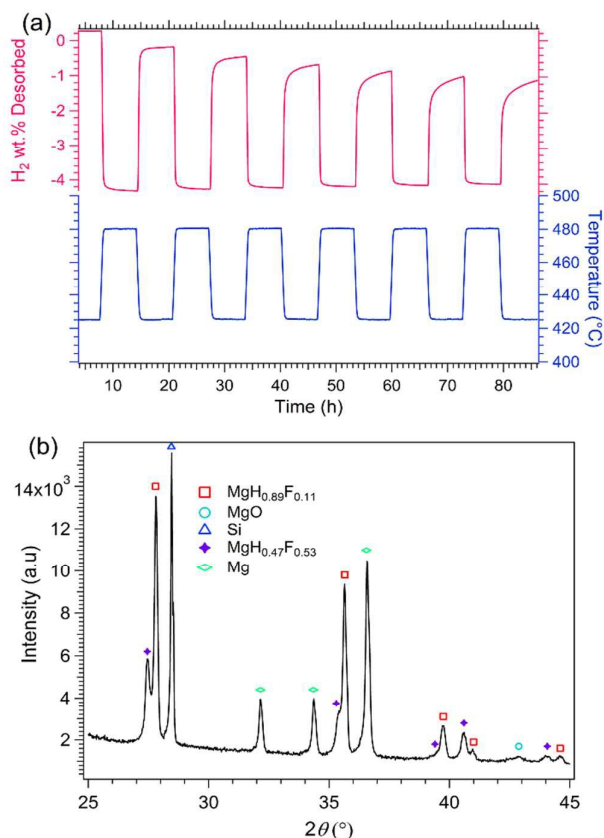 (a)
H₂ wt.% Desorbed
0
-1
-2
-3
-4
500
480
460
440
420
400
Temperature (°C)
10 20 30 40 50 60 70 80
Time (h)
(b)
14x10³
12
10
8
6
4
2
Intensity (a.u)
MgH₀.₈₉F₀.₁₁
MgO
Si
MgH₀.₄₇F₀.₅₃
Mg
25 30 35 40 45
2θ (°)